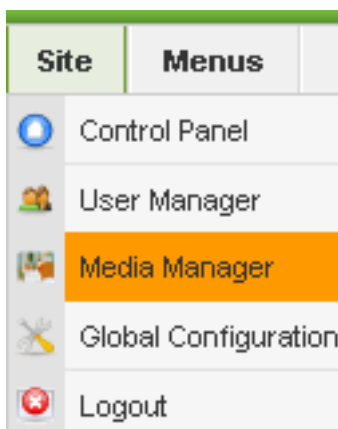 Site Menus
Control Panel
User Manager
Media Manager
Global Configuration
Logout